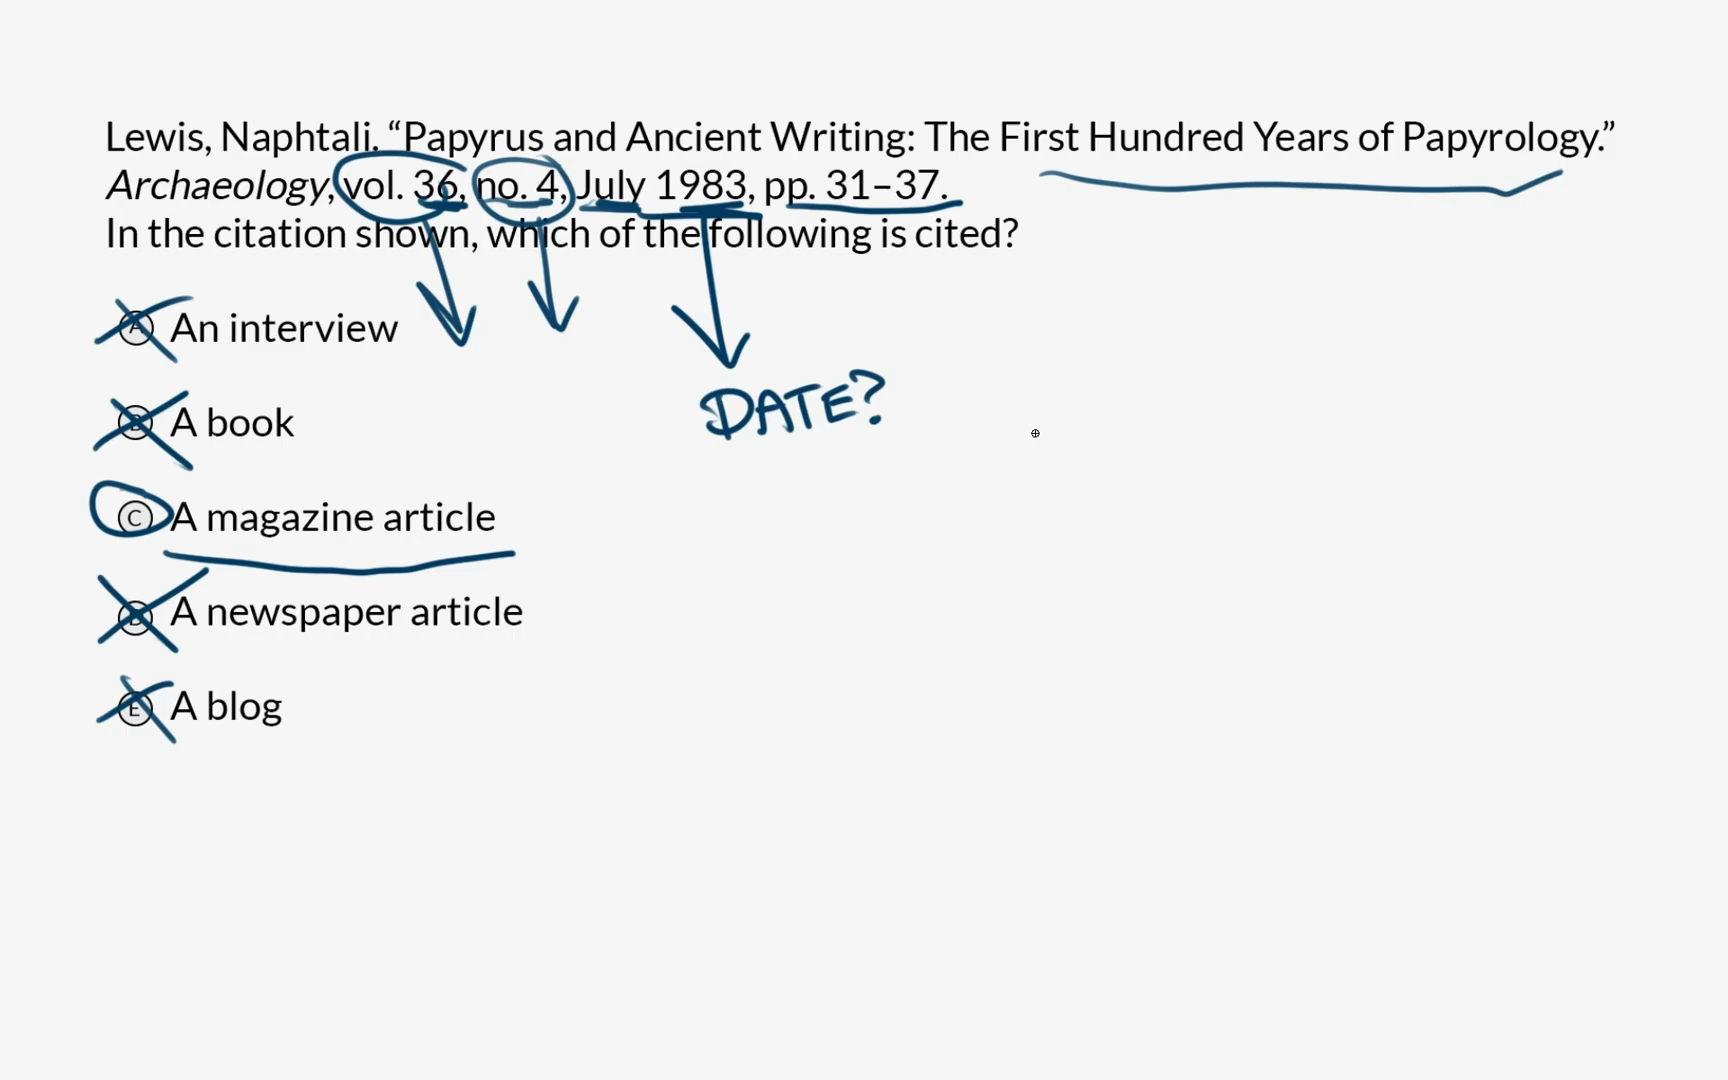 Lewis, Naphtali. “Papyrus and Ancient Writing: The First Hundred Years of Papyrology.”
Archaeology, vol. 36, no. 4, July 1983, pp. 31–37.
In the citation shown, which of the following is cited?
A An interview
DATE?
B A book
C A magazine article
D A newspaper article
E A blog